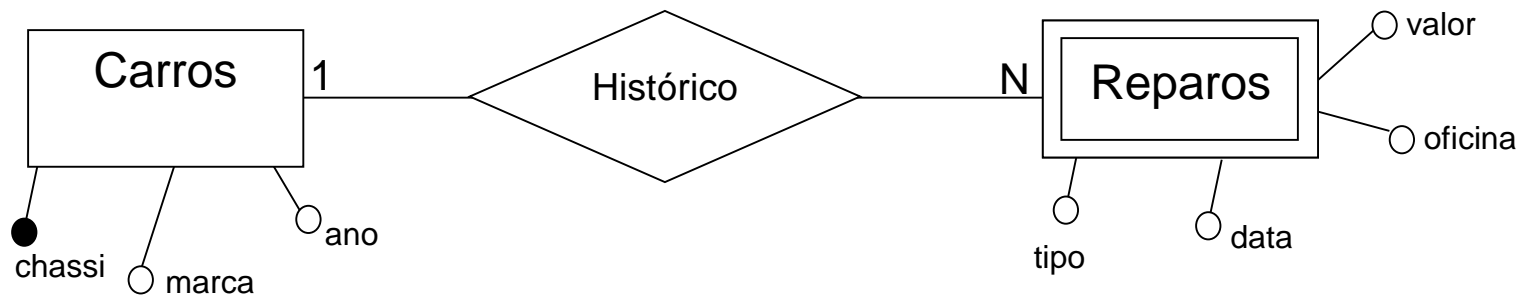 Carros
1
Histórico
N
Reparos
valor
oficina
chassi
marca
ano
tipo
data